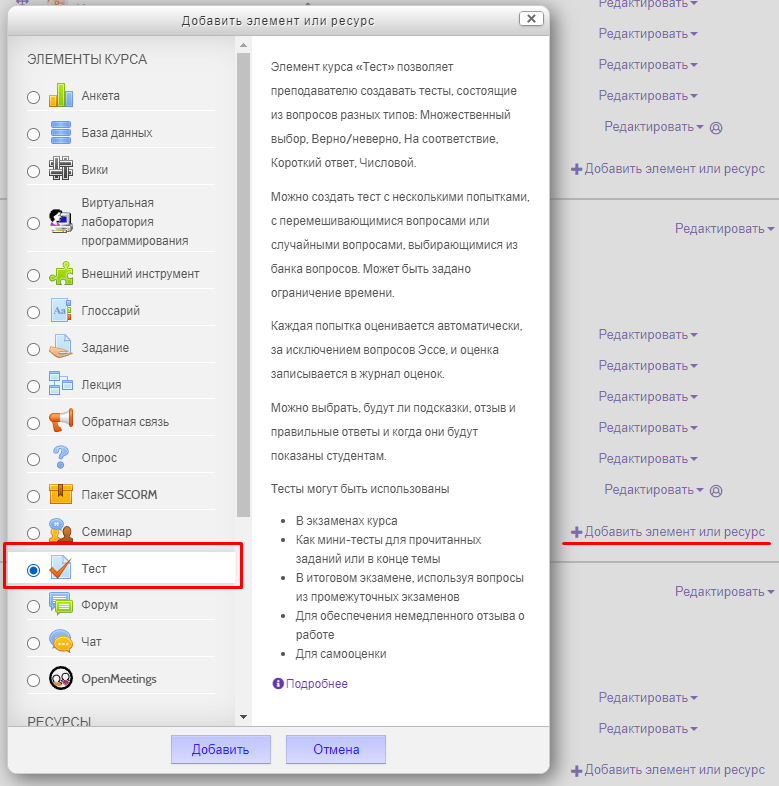 Добавить элемент или ресурс
ЭЛЕМЕНТЫ КУРСА
Анкета
База данных
Вики
Виртуальная
лаборатория
программирования
Внешний инструмент
Глоссарий
Задание
Лекция
Обратная связь
Опрос
Пакет SCORM
Семинар
Тест
Форум
Чат
OpenMeetings
РЕСУРСЫ
Элемент курса «Тест» позволяет
преподавателю создавать тесты, состоящие
из вопросов разных типов: Множественный
выбор, Верно/неверно, На соответствие,
Короткий ответ, Числовой.
Можно создать тест с несколькими попытками,
с перемешивающимися вопросами или
случайными вопросами, выбирающимися из
банка вопросов. Может быть задано
ограничение времени.
Каждая попытка оценивается автоматически,
за исключением вопросов Эссе, и оценка
записывается в журнал оценок.
Можно выбрать, будут ли подсказки, отзыв и
правильные ответы и когда они будут
показаны студентам.
Тесты могут быть использованы
В экзаменах курса
Как мини-тесты для прочитанных
заданий или в конце темы
В итоговом экзамене, используя вопросы
из промежуточных экзаменов
Для обеспечения немедленного отзыва о
работе
Для самооценки
Подробнее
Добавить
Отмена
Редактировать
Редактировать
Редактировать
Редактировать
Редактировать
Добавить элемент или ресурс
Редактировать
Редактировать
Редактировать
Редактировать
Редактировать
Редактировать
Редактировать
Добавить элемент или ресурс
Редактировать
Редактировать
Редактировать
Добавить элемент или ресурс